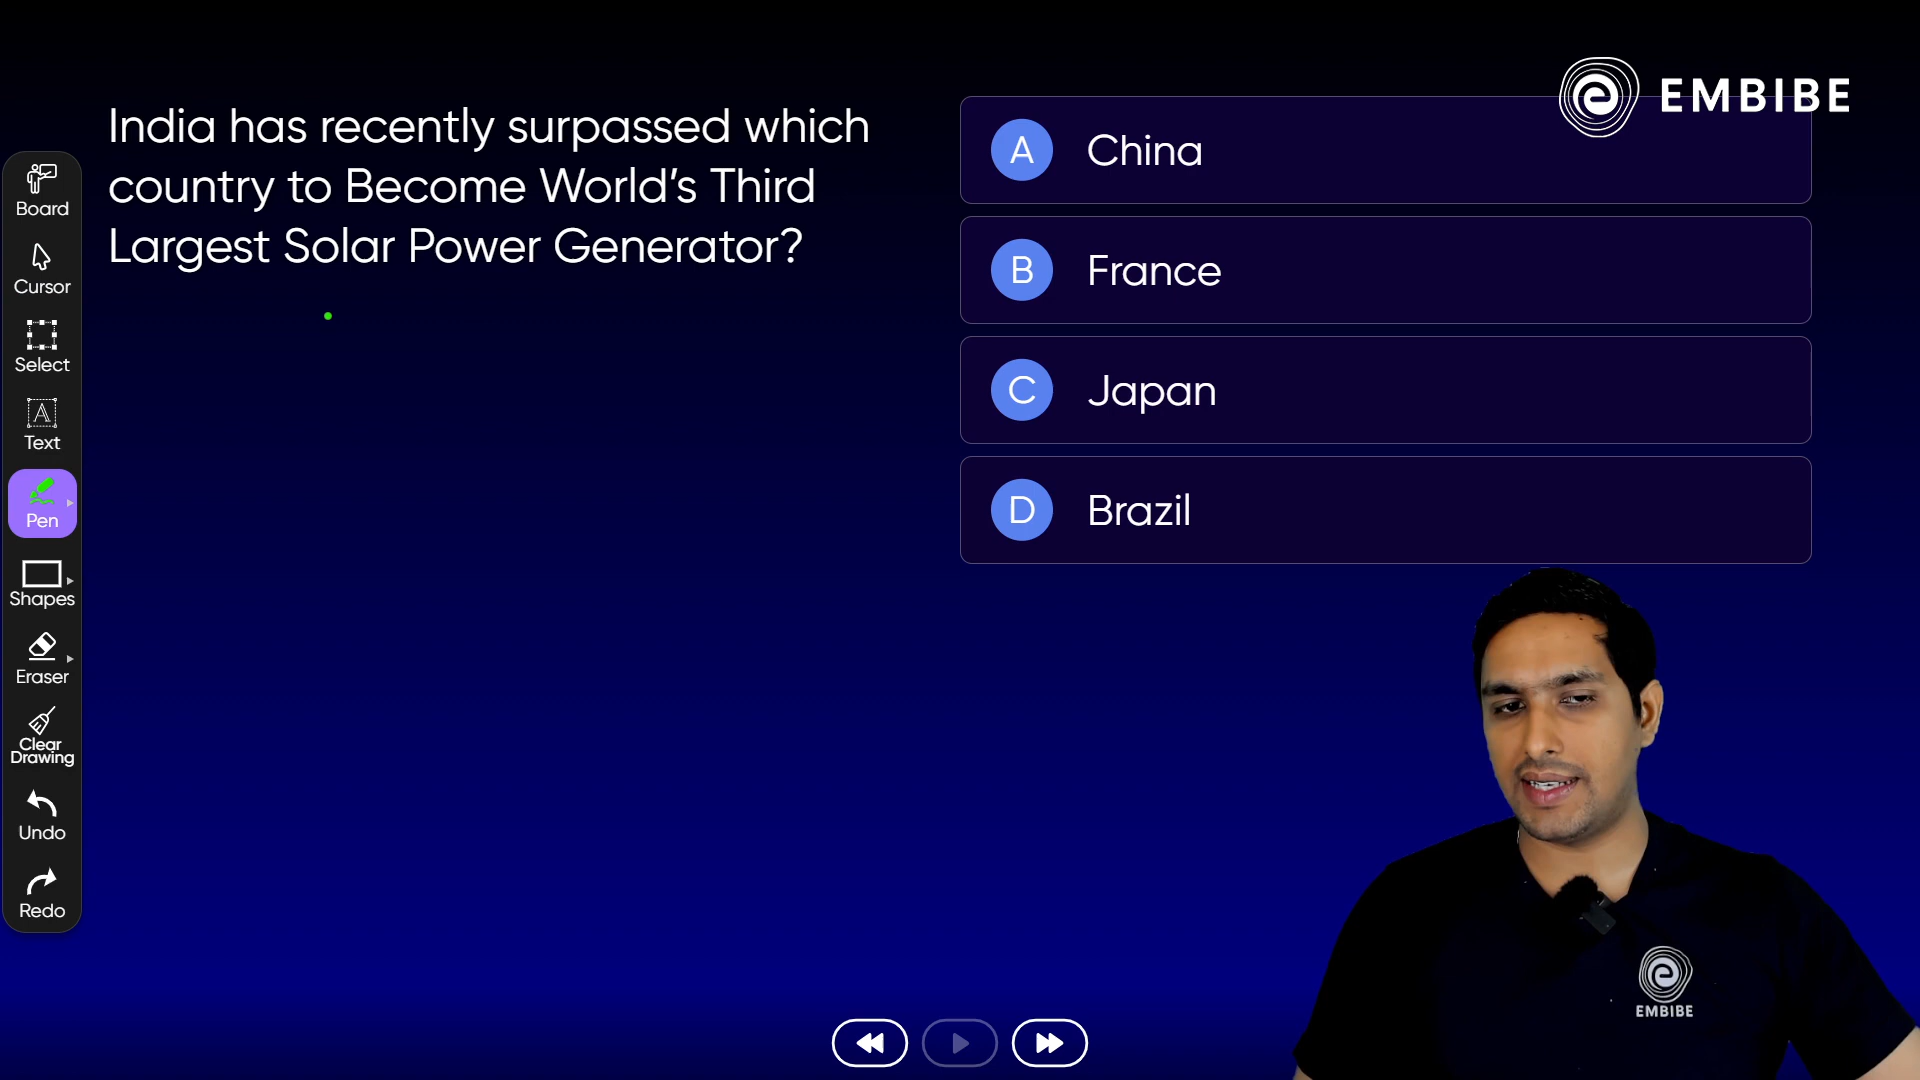 EMBIBE
India has recently surpassed which
country to Become World's Third
Largest Solar Power Generator?
A China
B France
C Japan
D Brazil
Board
Cursor
Select
A
Text
Pen
Shapes
Eraser
Clear
Drawing
Undo
Redo
EMBIBE